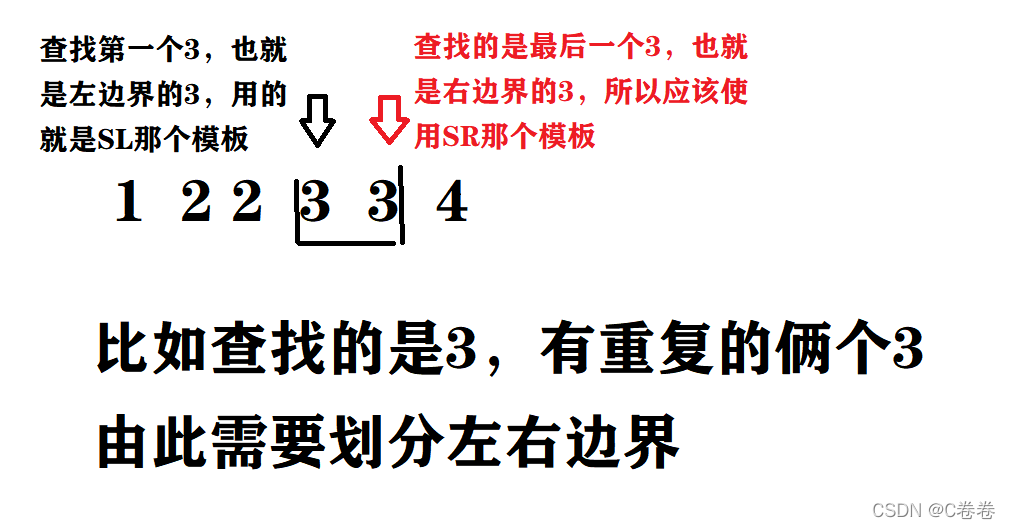 查找第一个3，也就
是左边界的3，用的
就是SL那个模板
查找的是最后一个3，也就
是右边界的3，所以应该使
用SR那个模板
1 2 2 3 3 4
比如查找的是3，有重复的俩个3
由此需要划分左右边界
CSDN @C卷卷